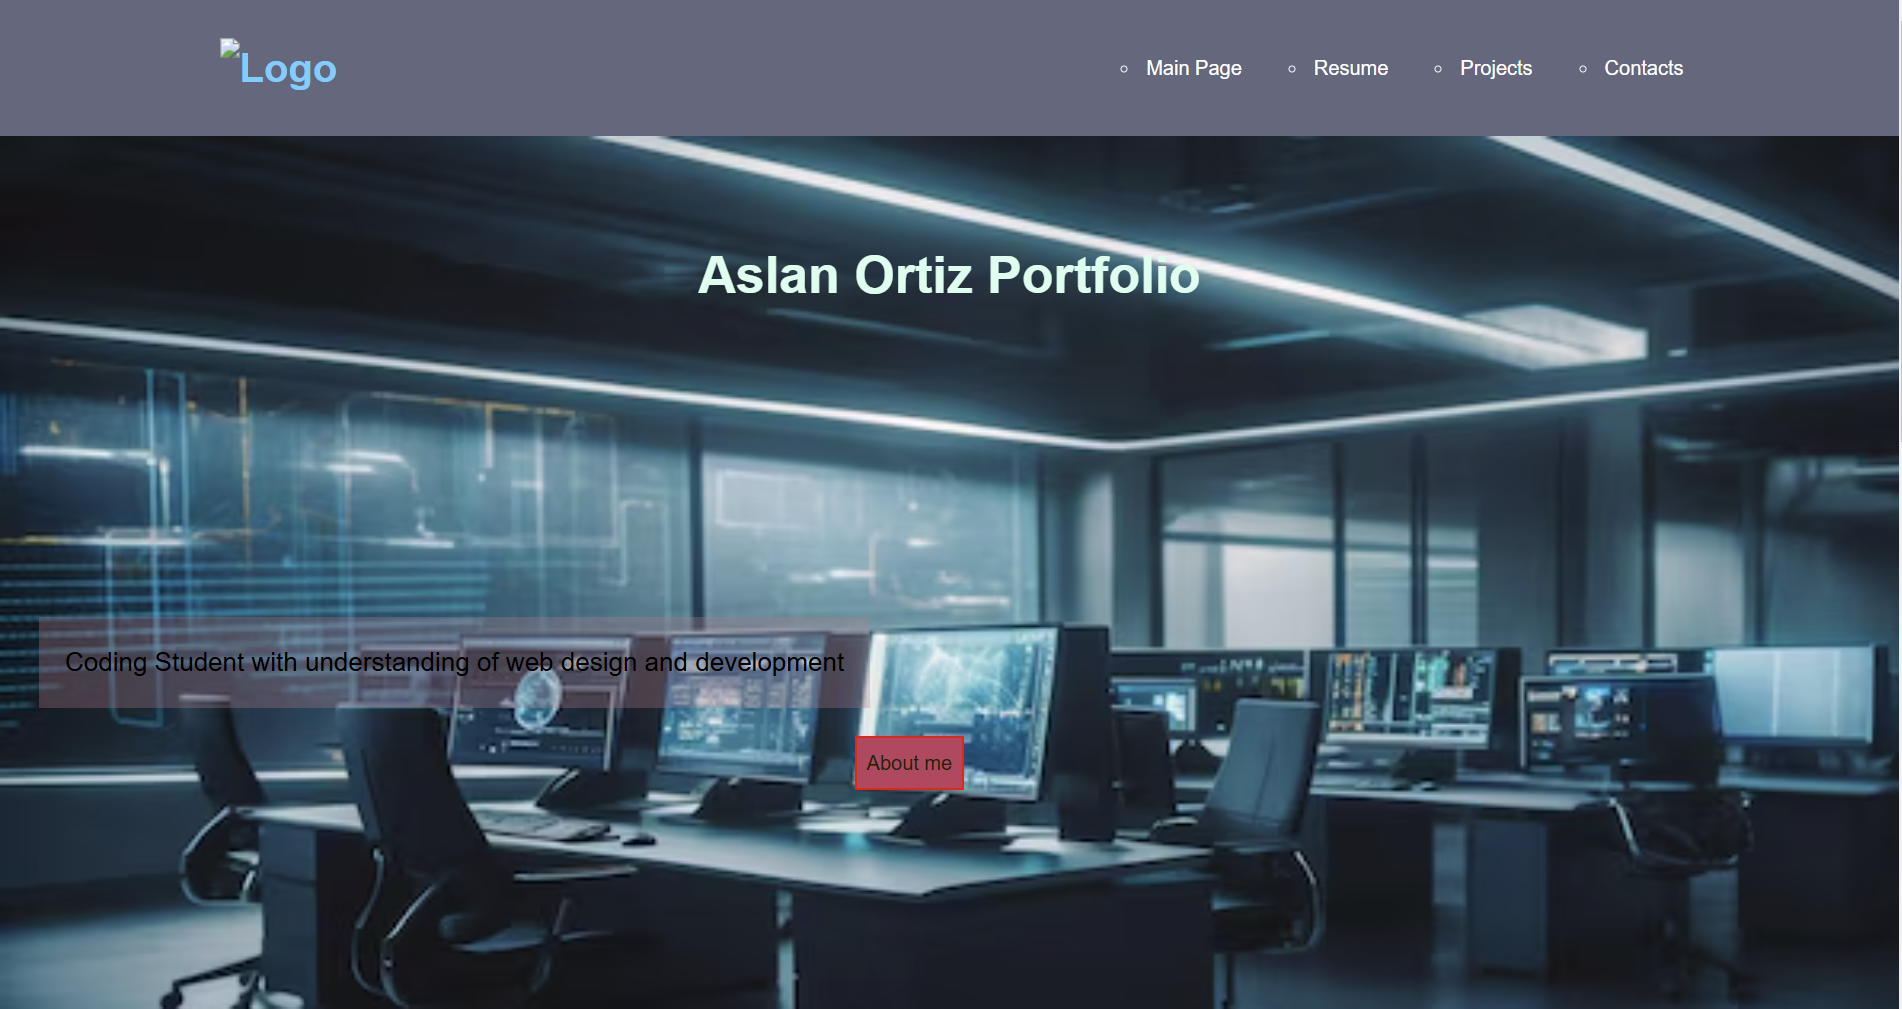 Logo
Main Page
Resume
Projects
Contacts
Aslan Ortiz Portfolio
Coding Student with understanding of web design and development
About me